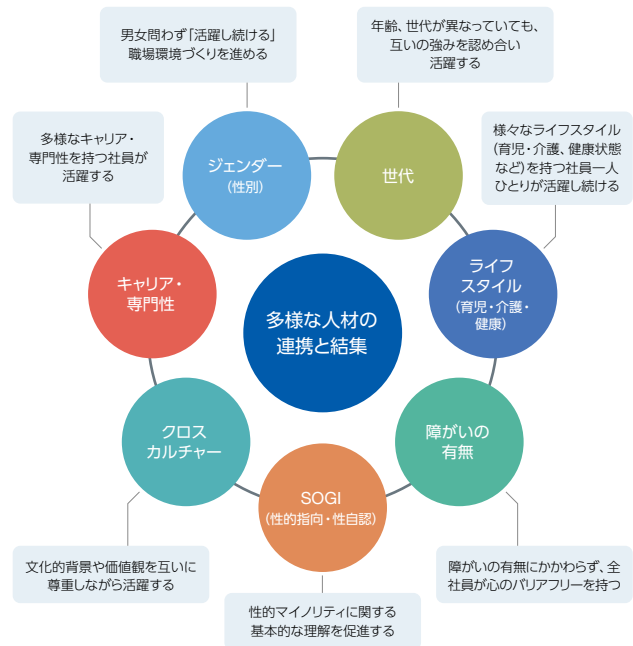 男女問わず「活躍し続ける」
職場環境づくりを進める
年齢、世代が異なっていても、
互いの強みを認め合い
活躍する
多様なキャリア・
専門性を持つ社員が
活躍する
様々なライフスタイル
(育児・介護、健康状態
など)を持つ社員一人
ひとりが活躍し続ける
ジェンダー
(性別)
世代
キャリア・
専門性
ライフ
スタイル
(育児・介護・
健康)
多様な人材の
連携と結集
クロス
カルチャー
障がいの
有無
SOGI
(性的指向・性自認)
文化的背景や価値観を互いに
尊重しながら活躍する
障がいの有無にかかわらず、全
社員が心のバリアフリーを持つ
性的マイノリティに関する
基本的な理解を促進する